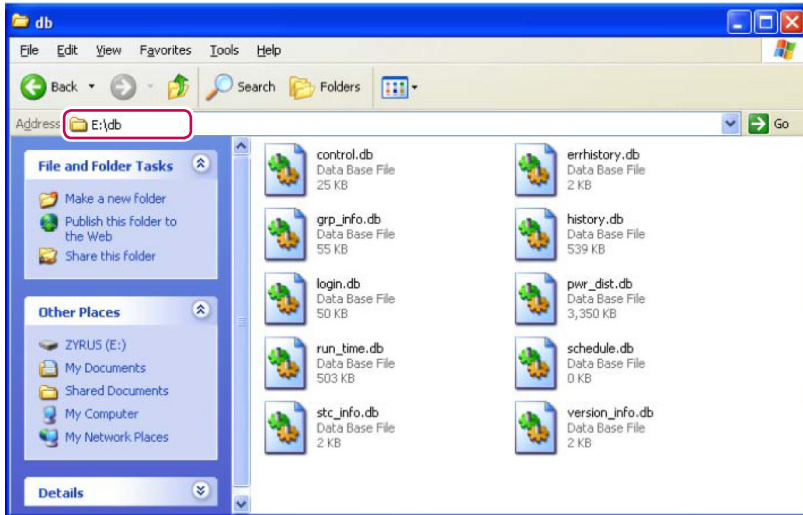 db
File Edit View Favorites Tools Help
Back Search Folders
Address E:\db Go
File and Folder Tasks
Make a new folder
Publish this folder to
the Web
Share this folder
Other Places
ZYRUS (E:)
My Documents
Shared Documents
My Computer
My Network Places
Details
control.db
Data Base File
25 KB
errhistory.db
Data Base File
2 KB
grp_info.db
Data Base File
55 KB
history.db
Data Base File
539 KB
login.db
Data Base File
50 KB
pwr_dist.db
Data Base File
3,350 KB
run_time.db
Data Base File
503 KB
schedule.db
Data Base File
0 KB
stc_info.db
Data Base File
2 KB
version_info.db
Data Base File
2 KB